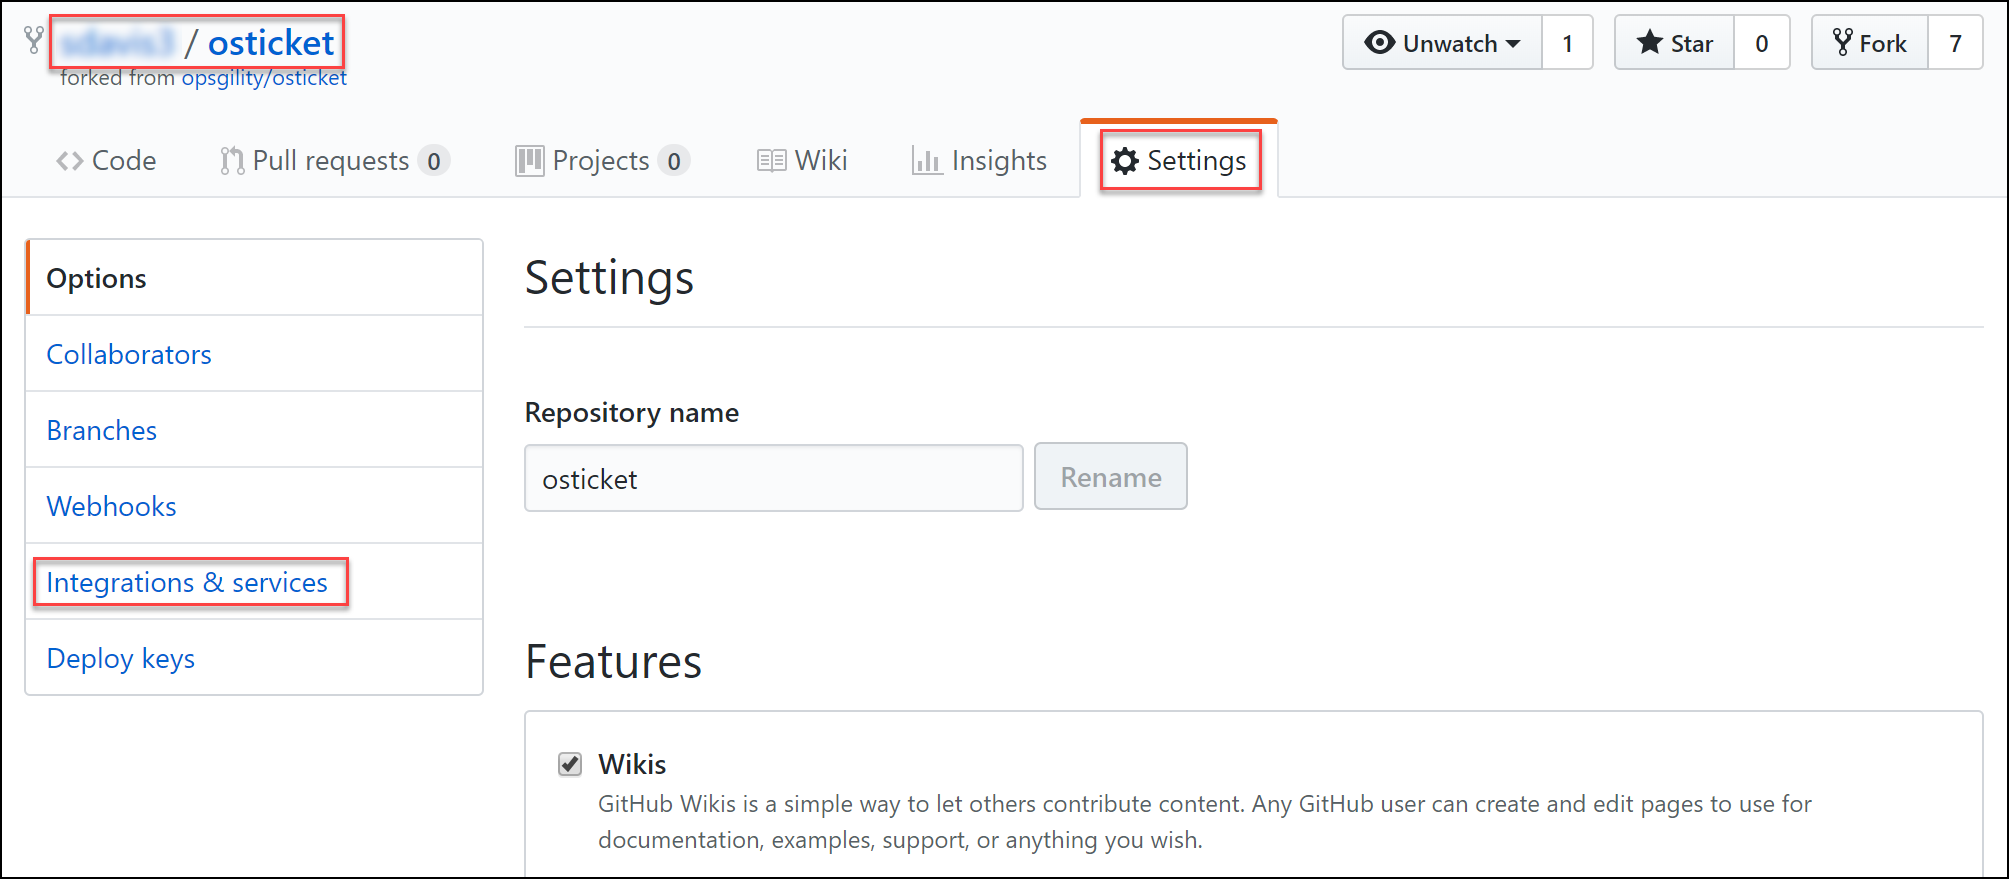 / osticket
forked from opsgility/osticket
Unwatch 1
Star 0
Fork 7
Code
Pull requests 0
Projects 0
Wiki
Insights
Settings
Options
Collaborators
Branches
Webhooks
Integrations & services
Deploy keys
Settings
Repository name
osticket
Rename
Features
Wikis
GitHub Wikis is a simple way to let others contribute content. Any GitHub user can create and edit pages to use for
documentation, examples, support, or anything you wish.